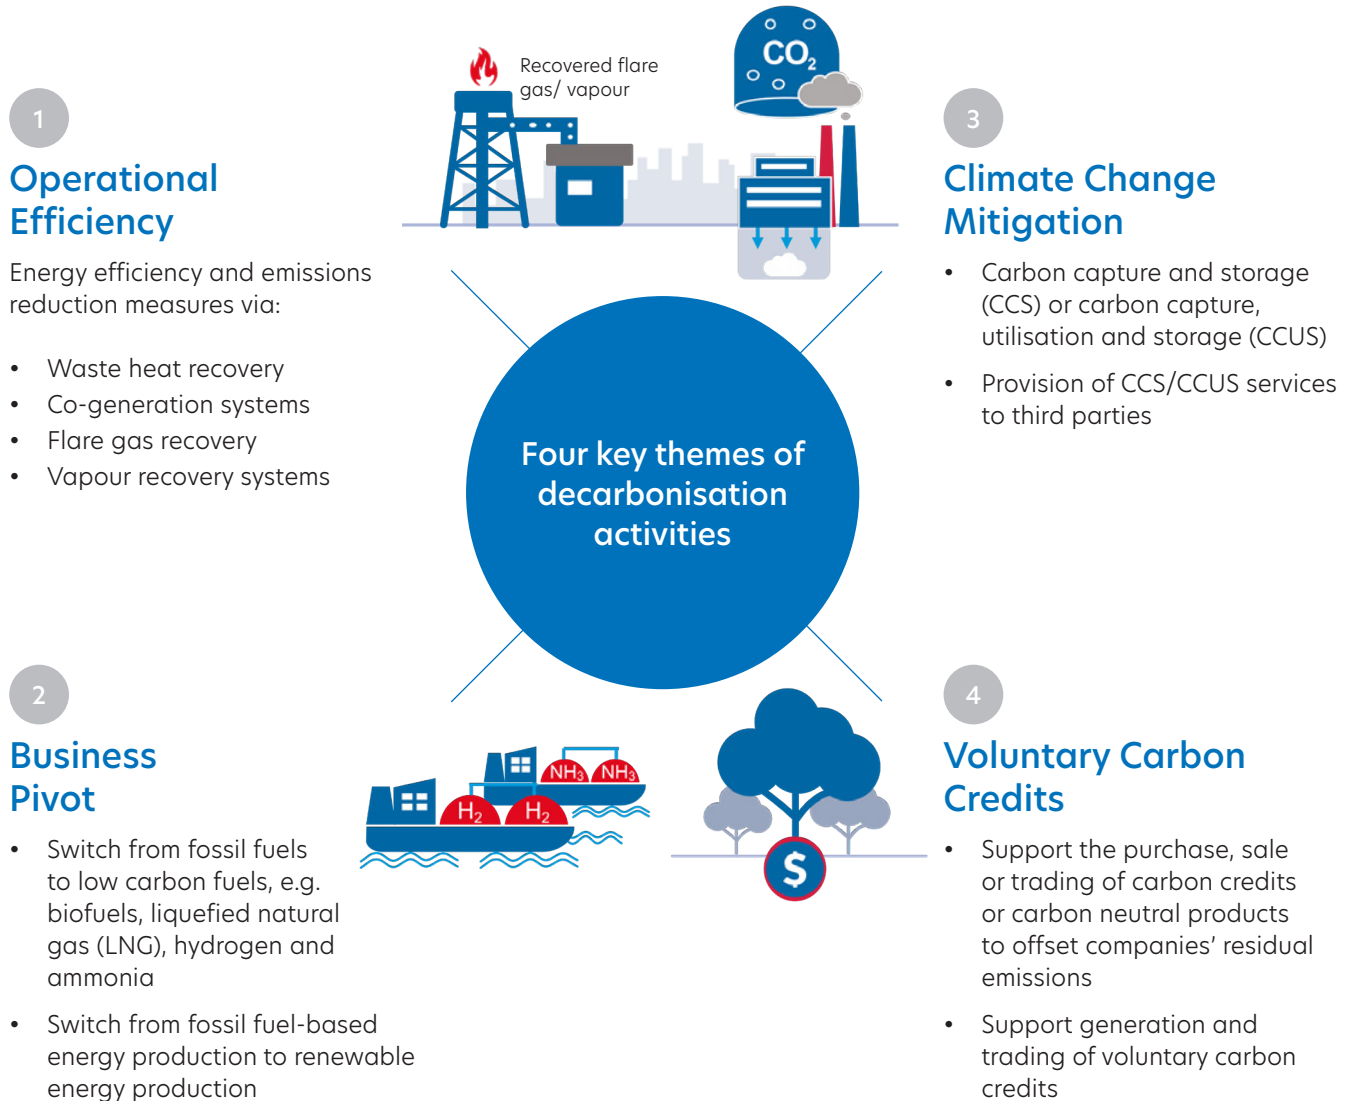 Recovered flare
gas/ vapour
CO₂
1
Operational
Efficiency
Energy efficiency and emissions
reduction measures via:
• Waste heat recovery
• Co-generation systems
• Flare gas recovery
• Vapour recovery systems
3
Climate Change
Mitigation
• Carbon capture and storage
(CCS) or carbon capture,
utilisation and storage (CCUS)
• Provision of CCS/CCUS services
to third parties
Four key themes of
decarbonisation
activities
2
Business
Pivot
• Switch from fossil fuels
to low carbon fuels, e.g.
biofuels, liquefied natural
gas (LNG), hydrogen and
ammonia
• Switch from fossil fuel-based
energy production to renewable
energy production
NH₃ NH₃
H₂ H₂
$
4
Voluntary Carbon
Credits
• Support the purchase, sale
or trading of carbon credits
or carbon neutral products
to offset companies’ residual
emissions
• Support generation and
trading of voluntary carbon
credits